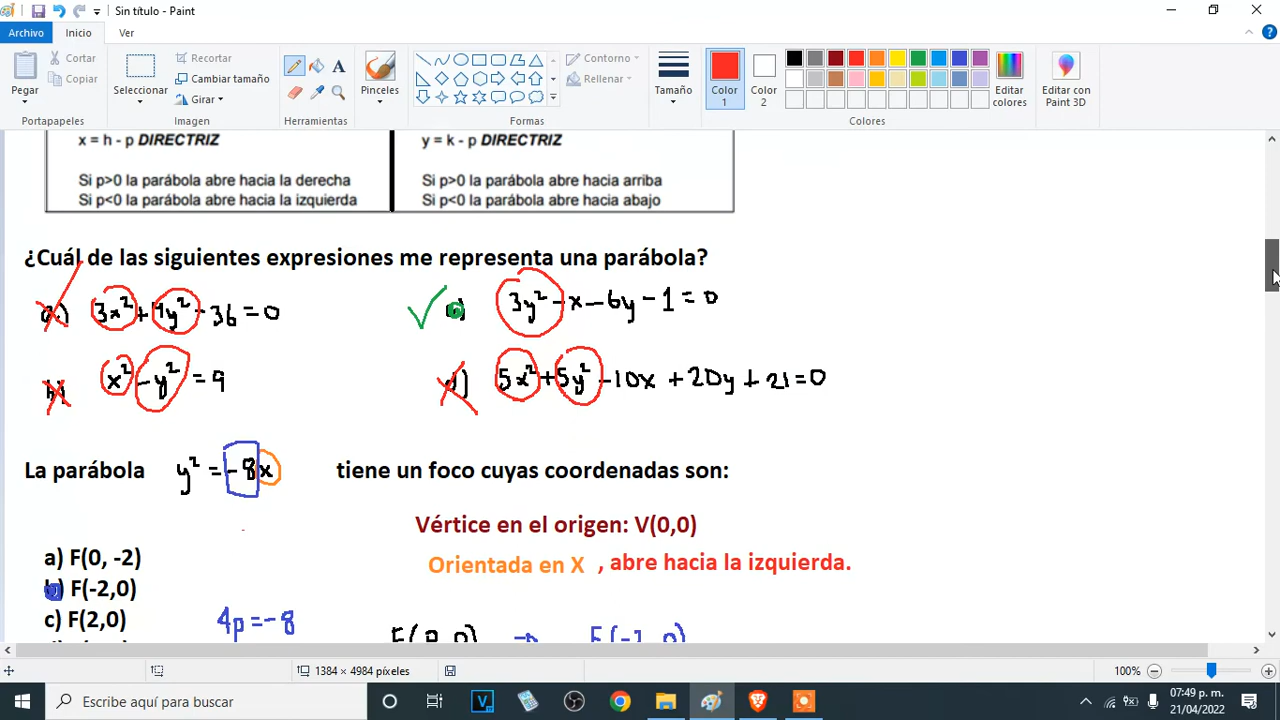 Sin título - Paint
Archivo Inicio Ver
Pegar
Cortar
Copiar
Portapapeles
Seleccionar
Recortar
Cambiar tamaño
Girar
Imagen
Herramientas
Pinceles
Contorno
Rellenar
Formas
Tamaño
Color 1
Color 2
Editar colores
Colores
Editar con Paint 3D
x = h - p DIRECTRIZ
Si p>0 la parábola abre hacia la derecha
Si p<0 la parábola abre hacia la izquierda
y = k - p DIRECTRIZ
Si p>0 la parábola abre hacia arriba
Si p<0 la parábola abre hacia abajo
¿Cuál de las siguientes expresiones me representa una parábola?
3x² + 4y² - 36 = 0
3y² - x - 6y - 1 = 0
x² - y² = 9
d) 5x² + 5y² - 10x + 20y + 21 = 0
La parábola y² = -8x tiene un foco cuyas coordenadas son:
Vértice en el origen: V(0,0)
Orientada en X , abre hacia la izquierda.
a) F(0, -2)
b) F(-2,0)
c) F(2,0)
4p = -8
1384 × 4984 píxeles
100%
Escribe aquí para buscar
07:49 p. m.
21/04/2022